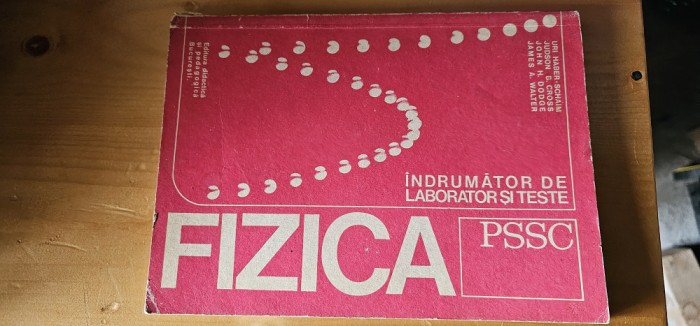 URI HABER-SCHAIM
JUDSON B. CROSS
JOHN H. DODGE
JAMES A. WALTER
Editura didactică
și pedagogică
București,
ÎNDRUMĂTOR DE
LABORATOR ȘI TESTE
FIZICA
PSSC